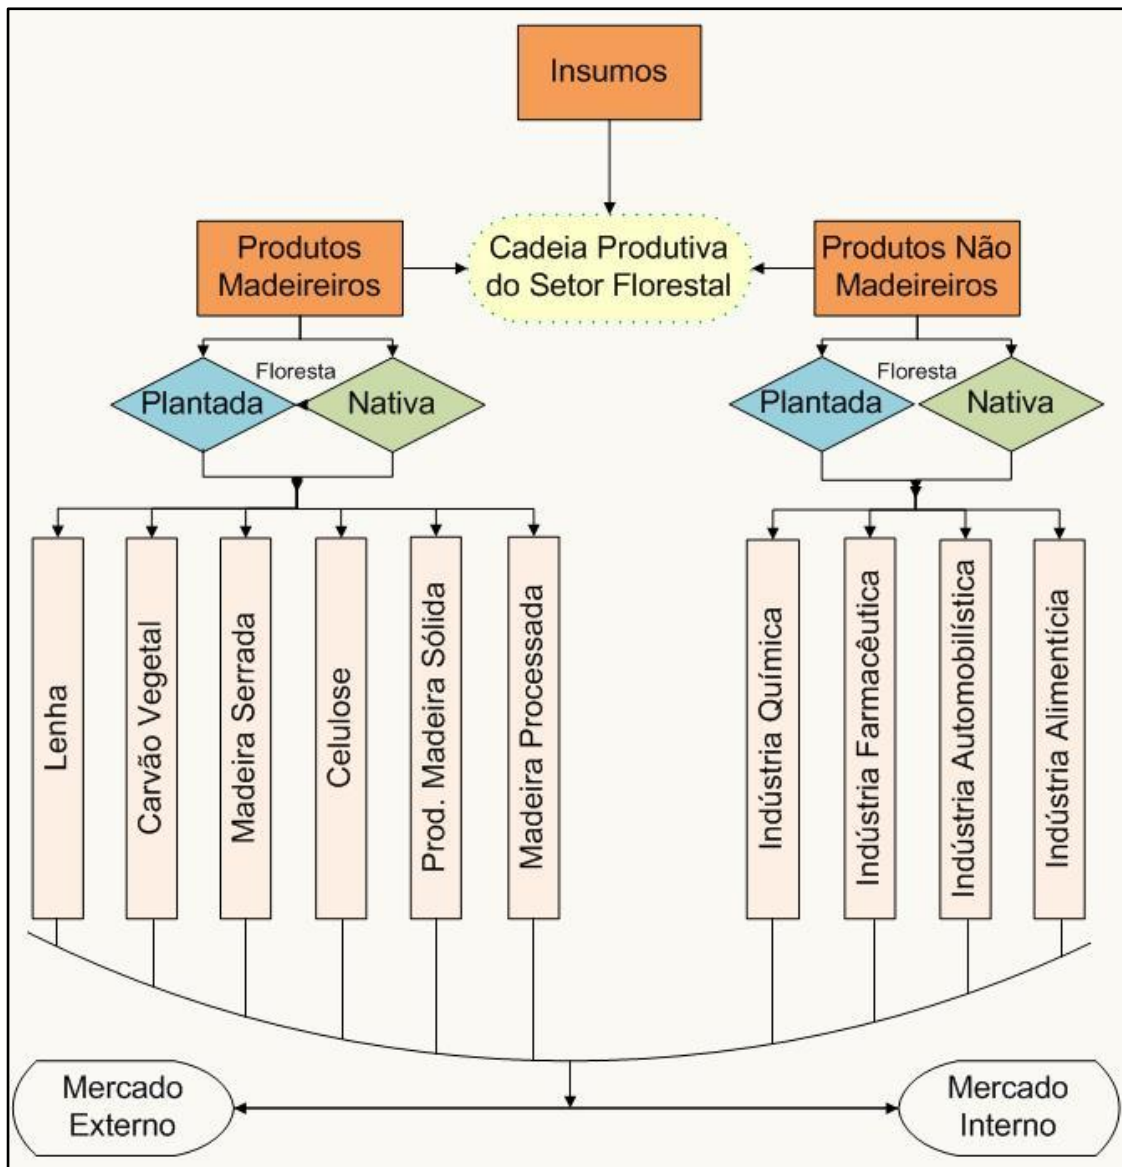 Insumos
Produtos
Madeireiros
Cadeia Produtiva
do Setor Florestal
Produtos Não
Madeireiros
Floresta
Plantada
Nativa
Floresta
Plantada
Nativa
Lenha
Carvão Vegetal
Madeira Serrada
Celulose
Prod. Madeira Sólida
Madeira Processada
Indústria Química
Indústria Farmacêutica
Indústria Automobilística
Indústria Alimentícia
Mercado
Externo
Mercado
Interno